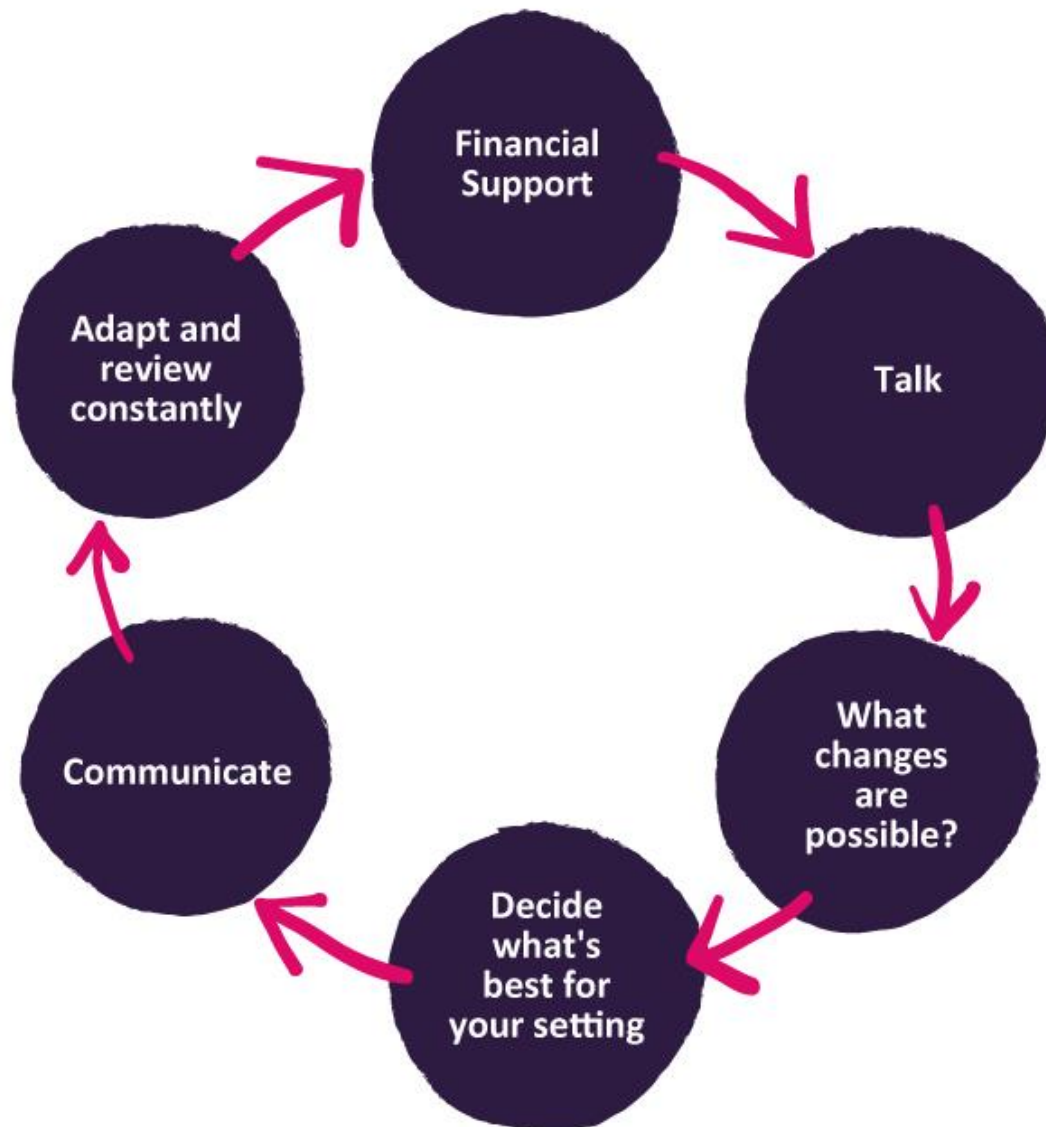 Financial
Support
Talk
What
changes
are
possible?
Decide
what's
best for
your setting
Communicate
Adapt and
review
constantly